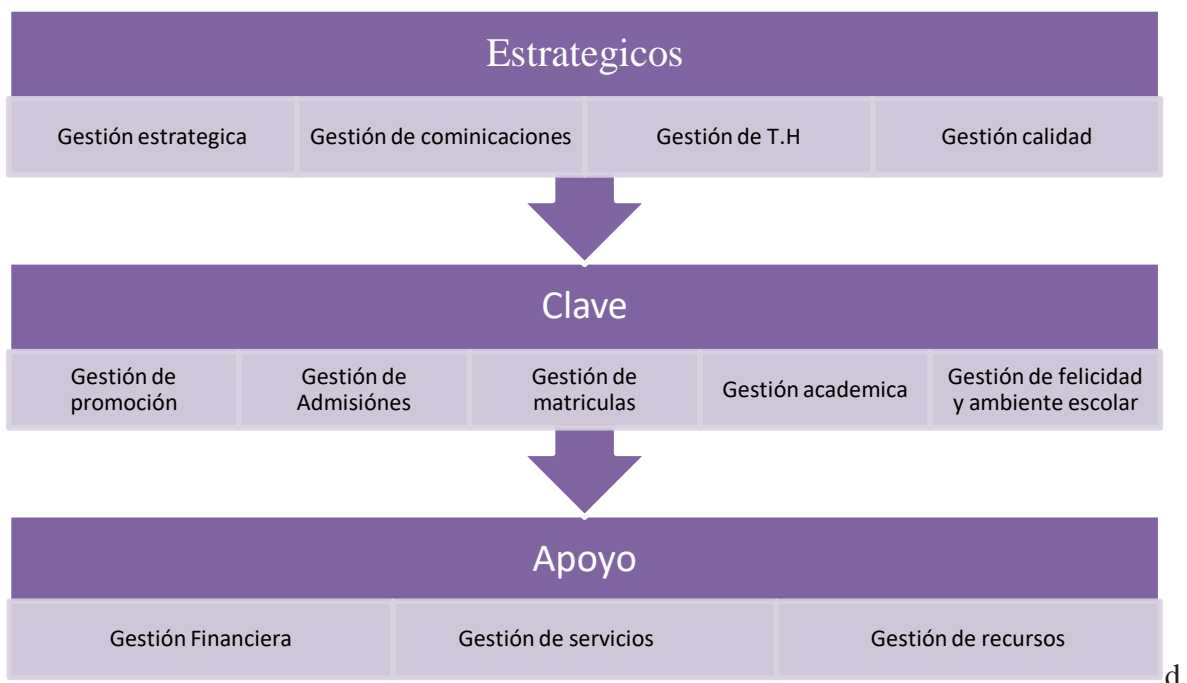 Estrategicos
Gestión estrategica
Gestión de cominicaciones
Gestión de T.H
Gestión calidad
Clave
Gestión de
promoción
Gestión de
Admisiónes
Gestión de
matriculas
Gestión academica
Gestión de felicidad
y ambiente escolar
Apoyo
Gestión Financiera
Gestión de servicios
Gestión de recursos
d